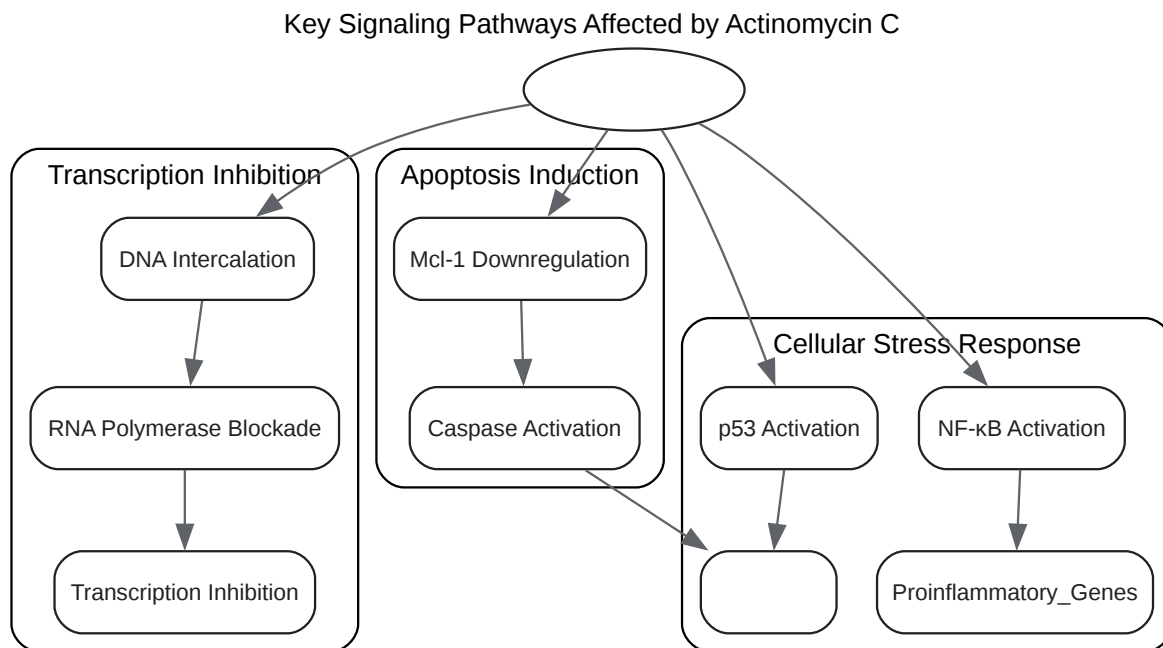 Key Signaling Pathways Affected by Actinomycin C
Transcription Inhibition
DNA Intercalation
RNA Polymerase Blockade
Transcription Inhibition
Apoptosis Induction
Mcl-1 Downregulation
Caspase Activation
Cellular Stress Response
p53 Activation
NF-κB Activation
Proinflammatory_Genes